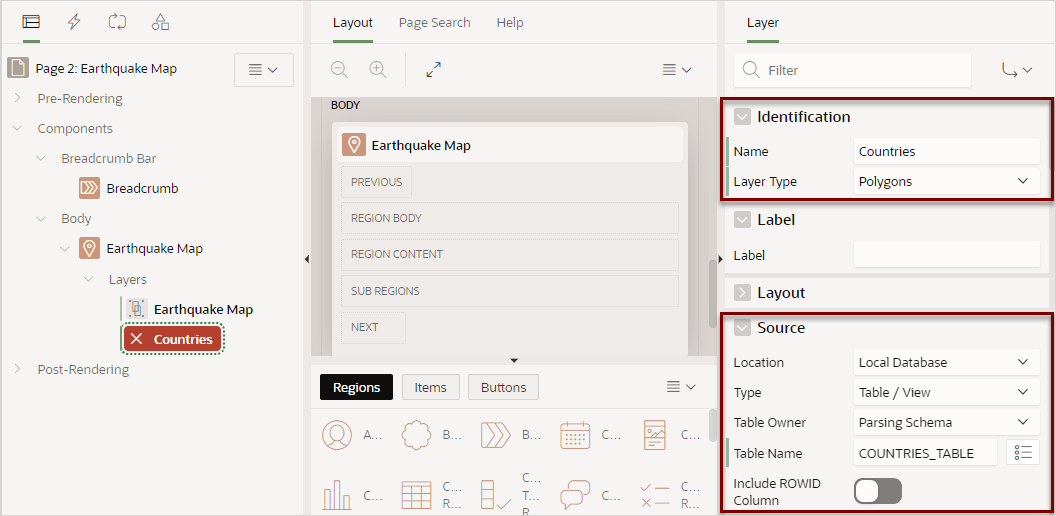 Page 2: Earthquake Map
Pre-Rendering
Components
Breadcrumb Bar
Breadcrumb
Body
Earthquake Map
Layers
Earthquake Map
Countries
Post-Rendering
Layout Page Search Help
BODY
Earthquake Map
PREVIOUS
REGION BODY
REGION CONTENT
SUB REGIONS
NEXT
Regions Items Buttons
A... B... B... C... C...
C... C... R... C... T... R... C... C... R...
Layer
Filter
Identification
Name Countries
Layer Type Polygons
Label
Label
Layout
Source
Location Local Database
Type Table / View
Table Owner Parsing Schema
Table Name COUNTRIES_TABLE
Include ROWID
Column